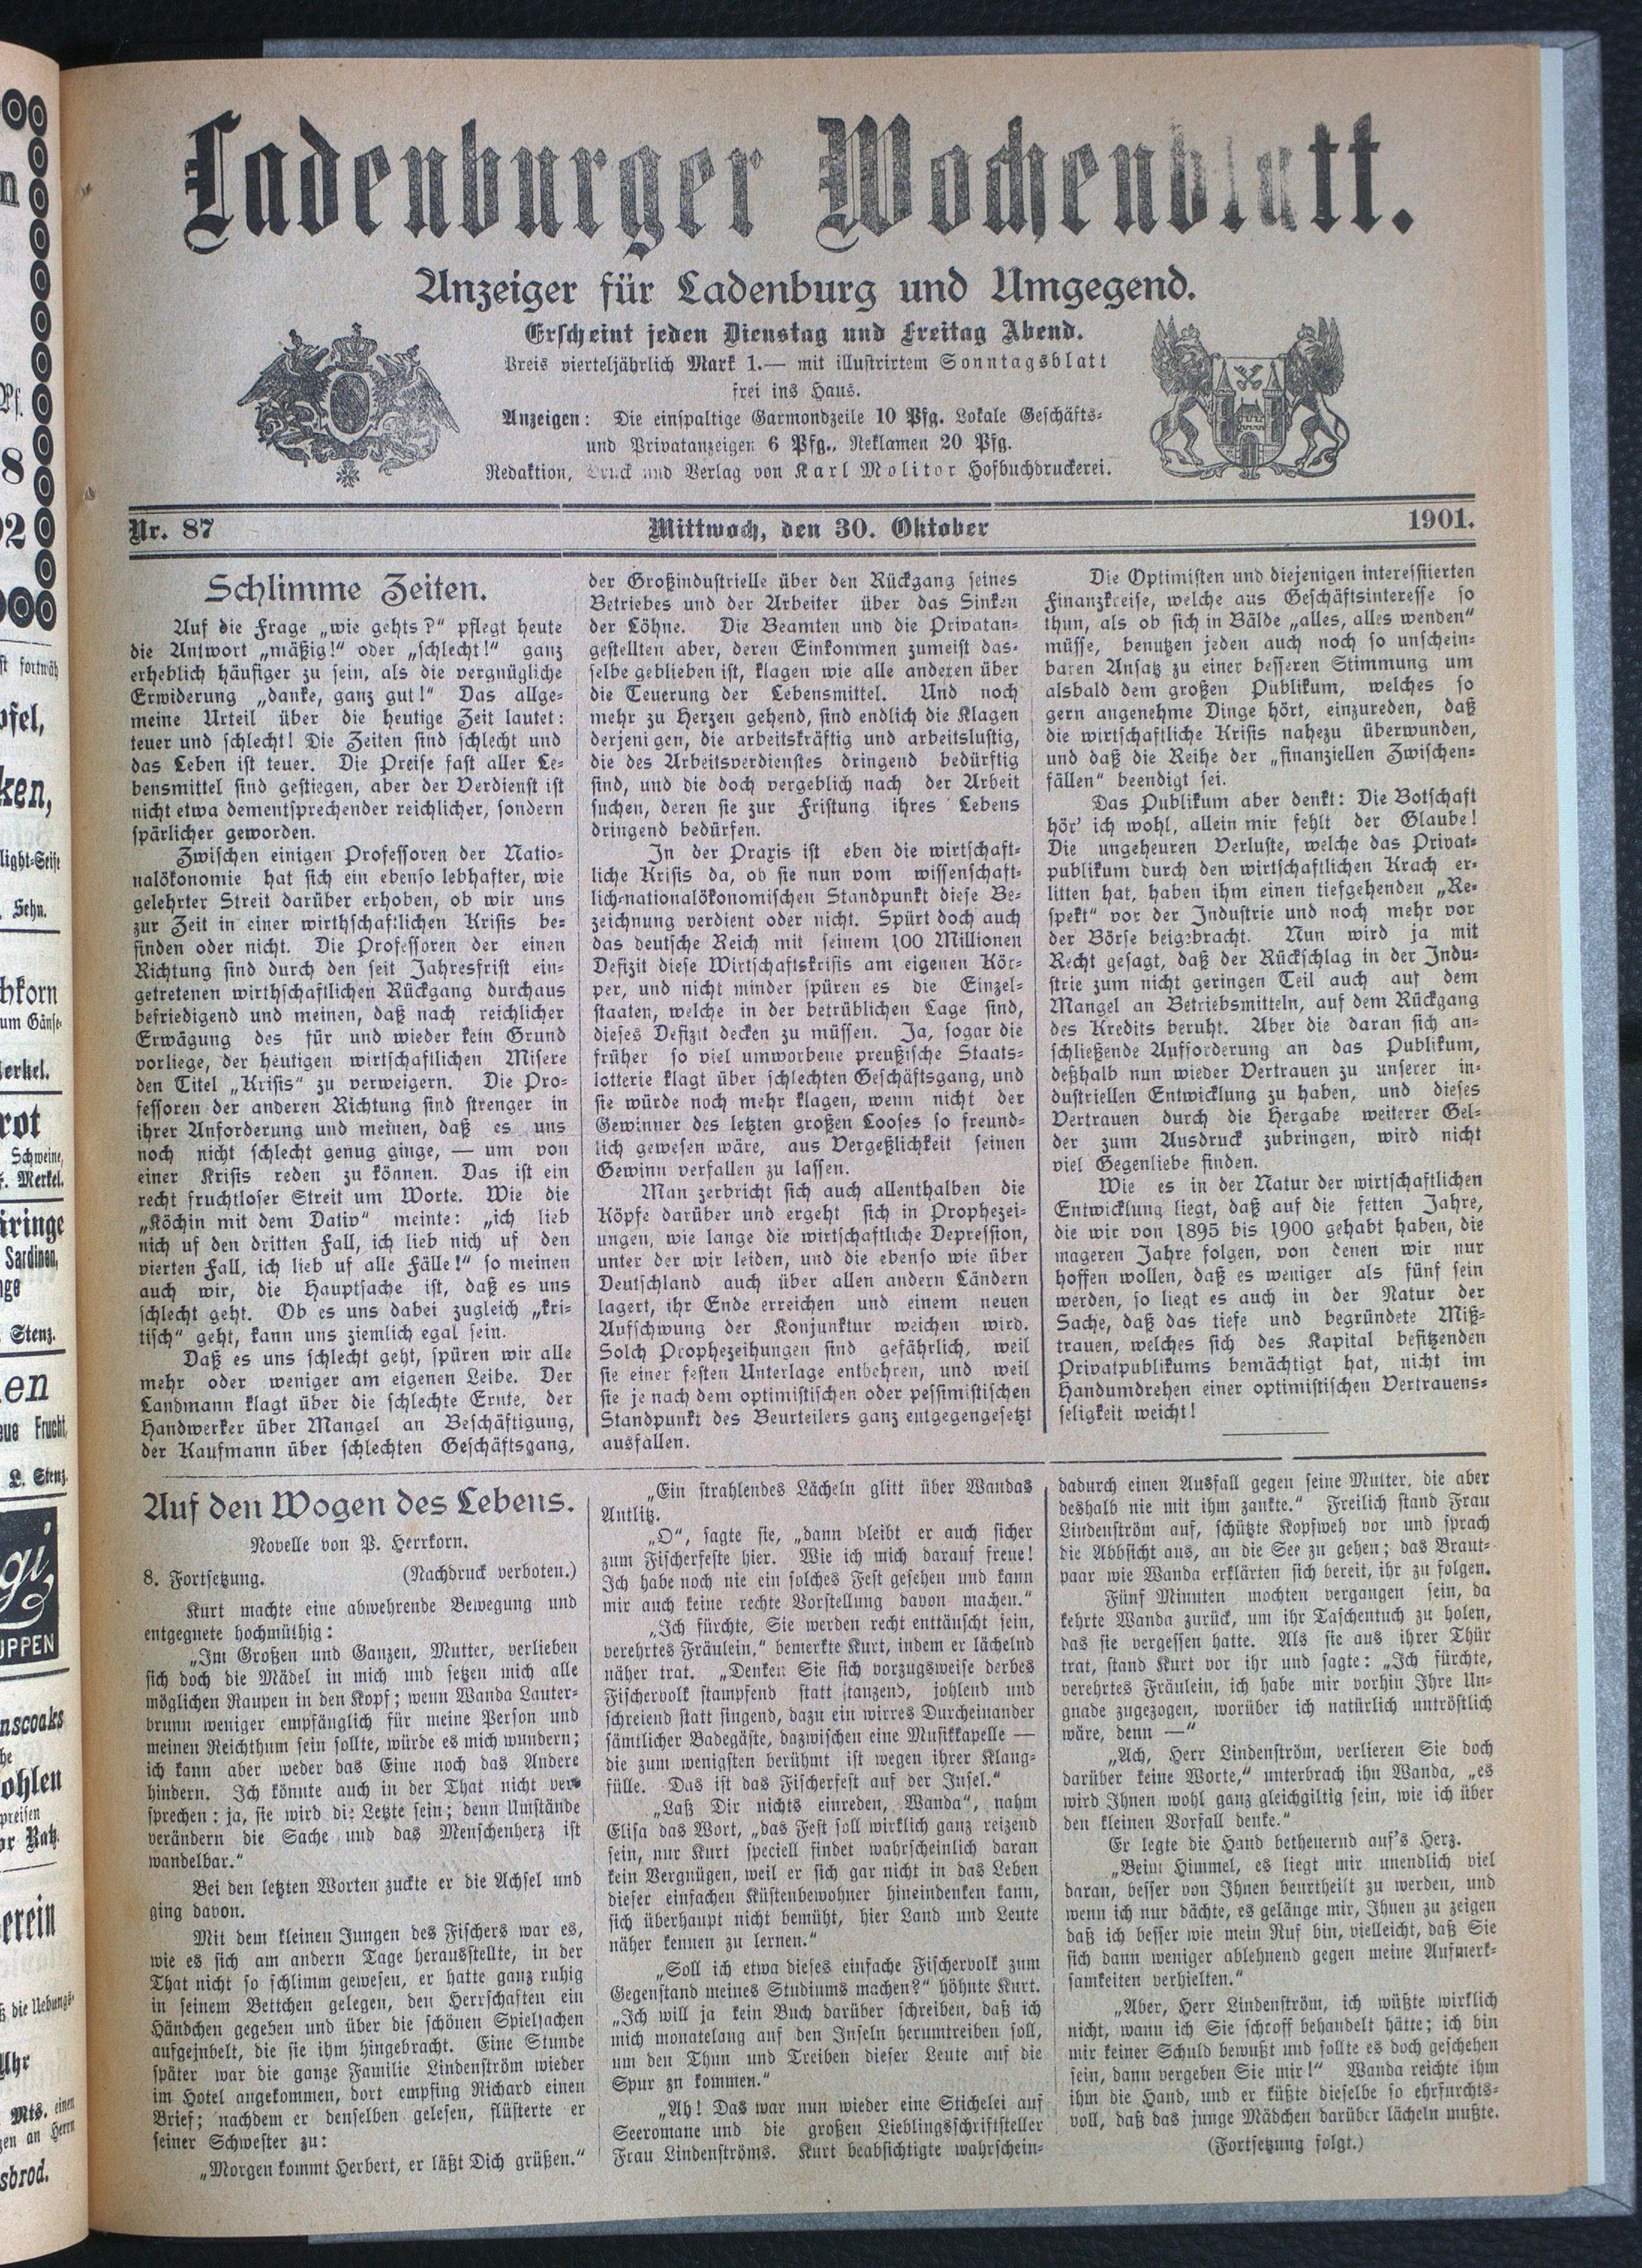 Ladenburger Wochenblatt.
Anzeiger für Ladenburg und Umgegend.
Erscheint jeden Dienstag und Freitag Abend.
Preis vierteljährlich Mark 1.— mit illustrirtem Sonntagsblatt
frei ins Haus.
Anzeigen: Die einspaltige Garmondzeile 10 Pfg. Lokale Geschäfts-
und Privatanzeigen 6 Pfg., Reklamen 20 Pfg.
Redaktion, Druck und Verlag von Karl Molitor Hofbuchdruckerei.
Nr. 87
Mittwoch, den 30. Oktober
1901.
Schlimme Zeiten.
Auf die Frage „wie gehts?“ pflegt heute
die Antwort „mäßig!“ oder „schlecht!“ ganz
erheblich häufiger zu sein, als die vergnügliche
Erwiderung „danke, ganz gut!“ Das allge-
meine Urteil über die heutige Zeit lautet:
teuer und schlecht! Die Zeiten sind schlecht und
das Leben ist teuer. Die Preise fast aller Le-
bensmittel sind gestiegen, aber der Verdienst ist
nicht etwa dementsprechender reichlicher, sondern
spärlicher geworden.
Zwischen einigen Professoren der Natio-
nalökonomie hat sich ein ebenso lebhafter, wie
gelehrter Streit darüber erhoben, ob wir uns
zur Zeit in einer wirthschaftlichen Krisis be-
finden oder nicht. Die Professoren der einen
Richtung sind durch den seit Jahresfrist ein-
getretenen wirthschaftlichen Rückgang durchaus
befriedigend und meinen, daß nach reichlicher
Erwägung des für und wieder kein Grund
vorliege, der heutigen wirtschaftlichen Misere
den Titel „Krisis“ zu verweigern. Die Pro-
fessoren der anderen Richtung sind strenger in
ihrer Anforderung und meinen, daß es uns
noch nicht schlecht genug ginge, — um von
einer Krisis reden zu können. Das ist ein
recht fruchtloser Streit um Worte. Wie die
„Köchin mit dem Dativ“ meinte: „ich lieb
nich uf den dritten Fall, ich lieb nich uf den
vierten Fall, ich lieb uf alle Fälle!“ so meinen
auch wir, die Hauptsache ist, daß es uns
schlecht geht. Ob es uns dabei zugleich „kri-
tisch“ geht, kann uns ziemlich egal sein.
Daß es uns schlecht geht, spüren wir alle
mehr oder weniger am eigenen Leibe. Der
Landmann klagt über die schlechte Ernte, der
Handwerker über Mangel an Beschäftigung,
der Kaufmann über schlechten Geschäftsgang,
der Großindustrielle über den Rückgang seines
Betriebes und der Arbeiter über das Sinken
der Löhne. Die Beamten und die Privatan-
gestellten aber, deren Einkommen zumeist das-
selbe geblieben ist, klagen wie alle anderen über
die Teuerung der Lebensmittel. Und noch
mehr zu Herzen gehend, sind endlich die Klagen
derjenigen, die arbeitskräftig und arbeitslustig,
die des Arbeitsverdienstes dringend bedürftig
sind, und die doch vergeblich nach der Arbeit
suchen, deren sie zur Fristung ihres Lebens
dringend bedürfen.
In der Praxis ist eben die wirtschaft-
liche Krisis da, ob sie nun vom wissenschaft-
lich-nationalökonomischen Standpunkt diese Be-
zeichnung verdient oder nicht. Spürt doch auch
das deutsche Reich mit seinem 100 Millionen
Defizit diese Wirtschaftskrisis am eigenen Kör-
per, und nicht minder spüren es die Einzel-
staaten, welche in der betrüblichen Lage sind,
dieses Defizit decken zu müssen. Ja, sogar die
früher so viel umworbene preußische Staats-
lotterie klagt über schlechten Geschäftsgang, und
sie würde noch mehr klagen, wenn nicht der
Gewinner des letzten großen Looses so freund-
lich gewesen wäre, aus Vergeßlichkeit seinen
Gewinn verfallen zu lassen.
Man zerbricht sich auch allenthalben die
Köpfe darüber und ergeht sich in Prophezei-
ungen, wie lange die wirtschaftliche Depression,
unter der wir leiden, und die ebenso wie über
Deutschland auch über allen andern Ländern
lagert, ihr Ende erreichen und einem neuen
Aufschwung der Konjunktur weichen wird.
Solch Prophezeihungen sind gefährlich, weil
sie einer festen Unterlage entbehren, und weil
sie je nach dem optimistischen oder pessimistischen
Standpunkt des Beurteilers ganz entgegengesetzt
ausfallen.
Die Optimisten und diejenigen interessiierten
Finanzkreise, welche aus Geschäftsinteresse so
thun, als ob sich in Bälde „alles, alles wenden“
müsse, benutzen jeden auch noch so unschein-
baren Ansatz zu einer besseren Stimmung um
alsbald dem großen Publikum, welches so
gern angenehme Dinge hört, einzureden, daß
die wirtschaftliche Krisis nahezu überwunden,
und daß die Reihe der „finanziellen Zwischen-
fällen“ beendigt sei.
Das Publikum aber denkt: Die Botschaft
hör' ich wohl, allein mir fehlt der Glaube!
Die ungeheuren Verluste, welche das Privat-
publikum durch den wirtschaftlichen Krach er-
litten hat, haben ihm einen tiefgehenden „Re-
spekt“ vor der Industrie und noch mehr vor
der Börse beigebracht. Nun wird ja mit
Recht gesagt, daß der Rückschlag in der Indu-
strie zum nicht geringen Teil auch auf dem
Mangel an Betriebsmitteln, auf dem Rückgang
des Kredits beruht. Aber die daran sich an-
schließende Aufforderung an das Publikum,
deßhalb nun wieder Vertrauen zu unserer in-
dustriellen Entwicklung zu haben, und dieses
Vertrauen durch die Hergabe weiterer Gel-
der zum Ausdruck zubringen, wird nicht
viel Gegenliebe finden.
Wie es in der Natur der wirtschaftlichen
Entwicklung liegt, daß auf die fetten Jahre,
die wir von 1895 bis 1900 gehabt haben, die
mageren Jahre folgen, von denen wir nur
hoffen wollen, daß es weniger als fünf sein
werden, so liegt es auch in der Natur der
Sache, daß das tiefe und begründete Miß-
trauen, welches sich des Kapital besitzenden
Privatpublikums bemächtigt hat, nicht im
Handumdrehen einer optimistischen Vertrauens-
seligkeit weicht!
Auf den Wogen des Lebens.
Novelle von P. Herrkorn.
8. Fortsetzung. (Nachdruck verboten.)
Kurt machte eine abwehrende Bewegung und
entgegnete hochmüthig:
„Im Großen und Ganzen, Mutter, verlieben
sich doch die Mädel in mich und setzen mich alle
möglichen Raupen in den Kopf; wenn Wanda Lauter-
brunn weniger empfänglich für meine Person und
meinen Reichthum sein sollte, würde es mich wundern;
ich kann aber weder das Eine noch das Andere
hindern. Ich könnte auch in der That nicht ver-
sprechen: ja, sie wird die Letzte sein; denn Umstände
verändern die Sache und das Menschenherz ist
wandelbar.“
Bei den letzten Worten zuckte er die Achsel und
ging davon.
Mit dem kleinen Jungen des Fischers war es,
wie es sich am andern Tage herausstellte, in der
That nicht so schlimm gewesen, er hatte ganz ruhig
in seinem Bettchen gelegen, den Herrschaften ein
Händchen gegeben und über die schönen Spielsachen
aufgejubelt, die sie ihm hingebracht. Eine Stunde
später war die ganze Familie Lindenström wieder
im Hotel angekommen, dort empfing Richard einen
Brief; nachdem er denselben gelesen, flüsterte er
seiner Schwester zu:
„Morgen kommt Herbert, er läßt Dich grüßen.“
„Ein strahlendes Lächeln glitt über Wandas
Antlitz.
„O“, sagte sie, „dann bleibt er auch sicher
zum Fischerfeste hier. Wie ich mich darauf freue!
Ich habe noch nie ein solches Fest gesehen und kann
mir auch keine rechte Vorstellung davon machen.“
„Ich fürchte, Sie werden recht enttäuscht sein,
verehrtes Fräulein,“ bemerkte Kurt, indem er lächelnd
näher trat. „Denken Sie sich vorzugsweise derbes
Fischervolk stampfend statt tanzend, johlend und
schreiend statt singend, dazu ein wirres Durcheinander
sämtlicher Badegäste, dazwischen eine Musikkapelle —
die zum wenigsten berühmt ist wegen ihrer Klang-
fülle. Das ist das Fischerfest auf der Insel.“
„Laß Dir nichts einreden, Wanda“, nahm
Elisa das Wort, „das Fest soll wirklich ganz reizend
sein, nur Kurt speciell findet wahrscheinlich daran
kein Vergnügen, weil er sich gar nicht in das Leben
dieser einfachen Küstenbewohner hineindenken kann,
sich überhaupt nicht bemüht, hier Land und Leute
näher kennen zu lernen.“
„Soll ich etwa dieses einfache Fischervolk zum
Gegenstand meines Studiums machen?“ höhnte Kurt.
„Ich will ja kein Buch darüber schreiben, daß ich
mich monatelang auf den Inseln herumtreiben soll,
um den Thun und Treiben dieser Leute auf die
Spur zu kommen.“
„Ah! Das war nun wieder eine Stichelei auf
Seeromane und die großen Lieblingsschriftsteller
Frau Lindenströms. Kurt beabsichtigte wahrschein-
dadurch einen Ausfall gegen seine Mutter, die aber
deshalb nie mit ihm zankte.“ Freilich stand Frau
Lindenström auf, schützte Kopfweh vor und sprach
die Abbsicht aus, an die See zu gehen; das Braut-
paar wie Wanda erklärten sich bereit, ihr zu folgen.
Fünf Minuten mochten vergangen sein, da
kehrte Wanda zurück, um ihr Taschentuch zu holen,
das sie vergessen hatte. Als sie aus ihrer Thür
trat, stand Kurt vor ihr und sagte: „Ich fürchte,
verehrtes Fräulein, ich habe mir vorhin Ihre Un-
gnade zugezogen, worüber ich natürlich untröstlich
wäre, denn —“
„Ach, Herr Lindenström, verlieren Sie doch
darüber keine Worte,“ unterbrach ihn Wanda, „es
wird Ihnen wohl ganz gleichgiltig sein, wie ich über
den kleinen Vorfall denke.“
Er legte die Hand betheuernd auf's Herz.
„Beim Himmel, es liegt mir unendlich viel
daran, besser von Ihnen beurtheilt zu werden, und
wenn ich nur dächte, es gelänge mir, Ihnen zu zeigen
daß ich besser wie mein Ruf bin, vielleicht, daß Sie
sich dann weniger ablehnend gegen meine Aufmerk-
samkeiten verhielten.“
„Aber, Herr Lindenström, ich wüßte wirklich
nicht, wann ich Sie schroff behandelt hätte; ich bin
mir keiner Schuld bewußt und sollte es doch geschehen
sein, dann vergeben Sie mir!“ Wanda reichte ihm
ihm die Hand, und er küßte dieselbe so ehrfurchts-
voll, daß das junge Mädchen darüber lächeln mußte.
(Fortsetzung folgt.)